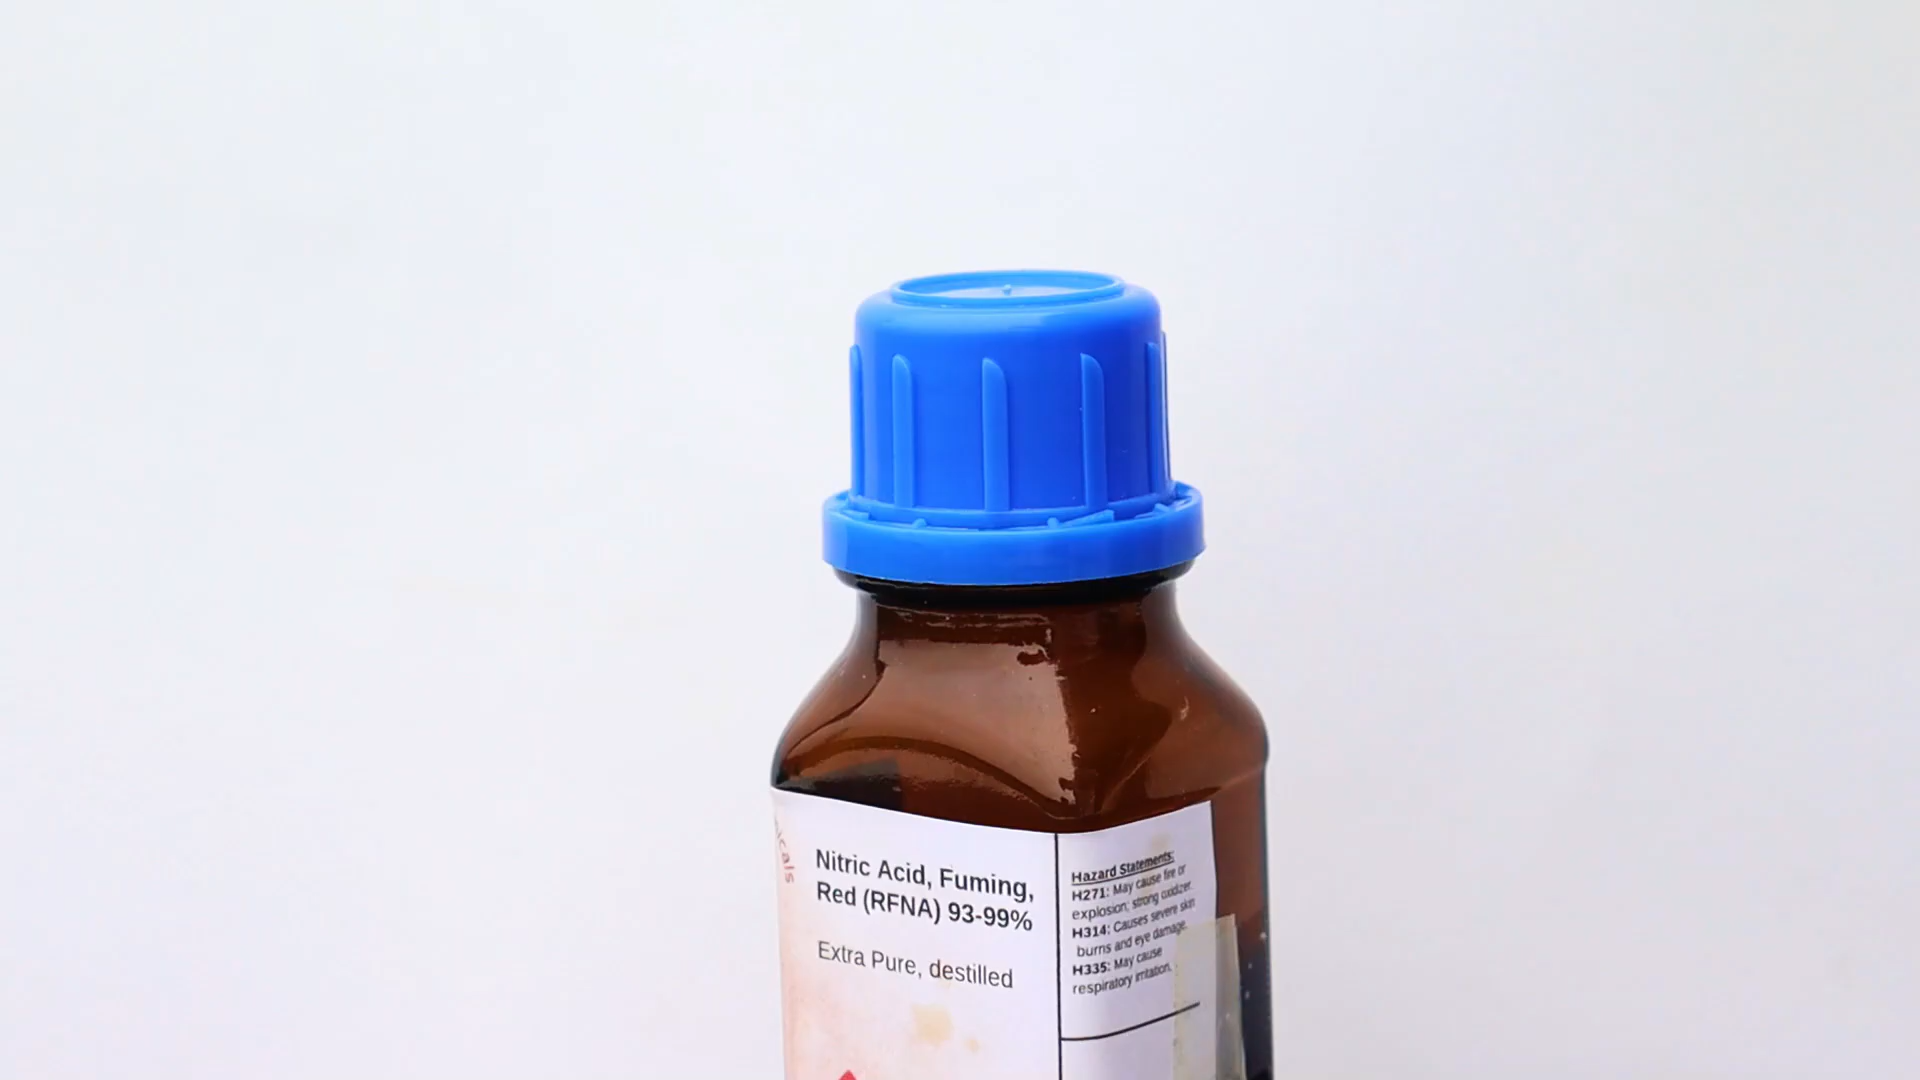 Nitric Acid, Fuming,
Red (RFNA) 93-99%
Extra Pure, destilled
Hazard Statements:
H271: May cause fire or
explosion; strong oxidizer.
H314: Causes severe skin
burns and eye damage.
H335: May cause
respiratory irritation.